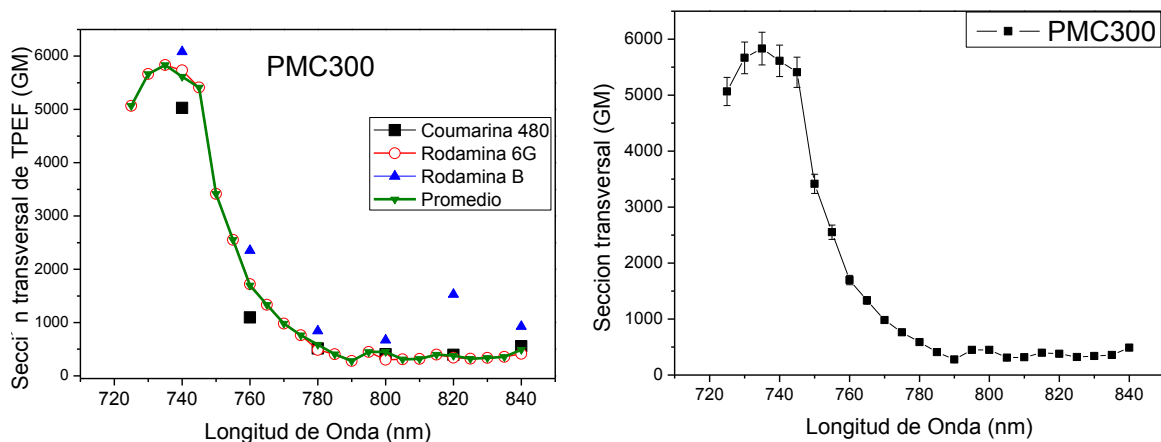 PMC300
Coumarina 480
Rodamina 6G
Rodamina B
Promedio
Seccí n transversal de TPEF (GM)
6000
5000
4000
3000
2000
1000
0
720 740 760 780 800 820 840
Longitud de Onda (nm)
PMC300
Seccion transversal (GM)
6000
5000
4000
3000
2000
1000
0
720 740 760 780 800 820 840
Longitud de Onda (nm)